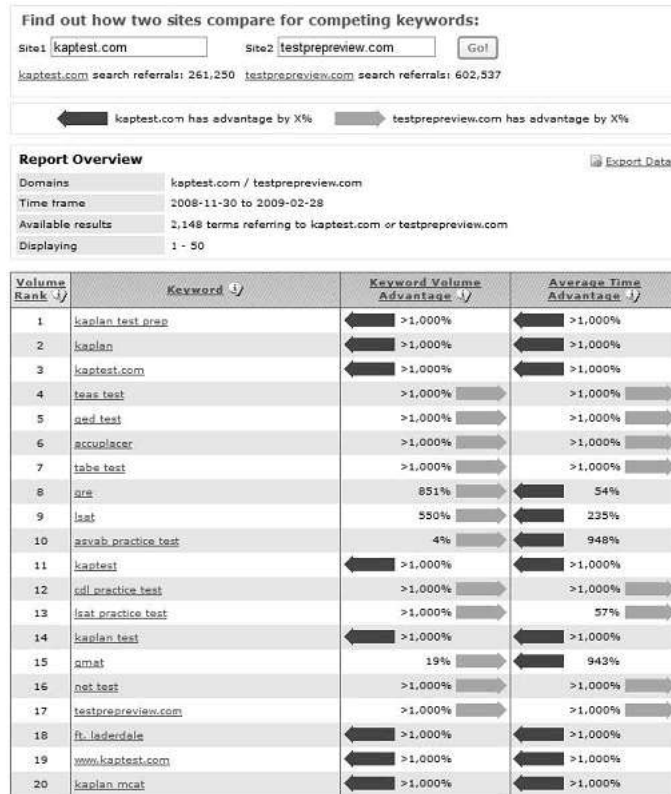 Find out how two sites compare for competing keywords:
Site1 kaptest.com Site2 testprepreview.com Go!
kaptest.com search referrals: 261,250 testprepreview.com search referrals: 602,537
kaptest.com has advantage by X% testprepreview.com has advantage by X%
Report Overview Export Data
Domains kaptest.com / testprepreview.com
Time frame 2008-11-30 to 2009-02-28
Available results 2,148 terms referring to kaptest.com or testprepreview.com
Displaying 1 - 50
Volume Rank Keyword Keyword Volume Advantage Average Time Advantage
1 kaplan test prep >1,000% >1,000%
2 kaplan >1,000% >1,000%
3 kaptest.com >1,000% >1,000%
4 teas test >1,000% >1,000%
5 ged test >1,000% >1,000%
6 accuplacer >1,000% >1,000%
7 tabe test >1,000% >1,000%
8 gre 851% 54%
9 lsat 550% 235%
10 asvab practice test 4% 948%
11 kaptest >1,000% >1,000%
12 cdl practice test >1,000% >1,000%
13 lsat practice test >1,000% 57%
14 kaplan test >1,000% >1,000%
15 gmat 19% 943%
16 net test >1,000% >1,000%
17 testprepreview.com >1,000% >1,000%
18 ft. laderdale >1,000% >1,000%
19 www.kaptest.com >1,000% >1,000%
20 kaplan mcat >1,000% >1,000%